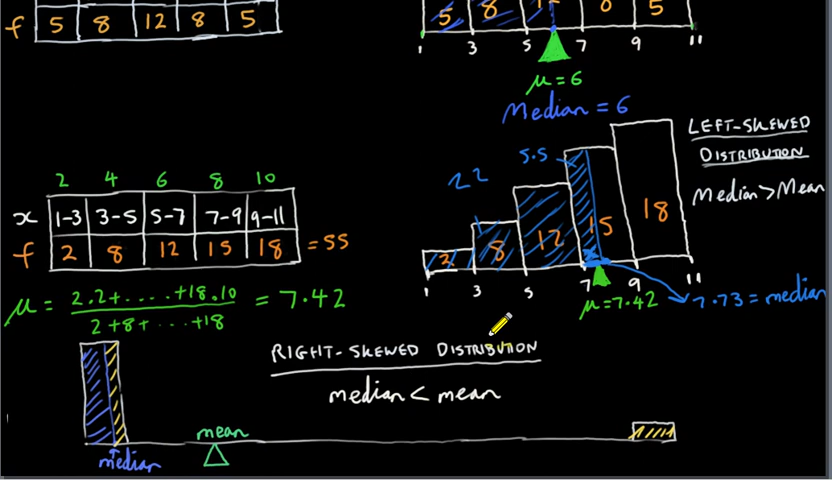 f 5 8 12 8 5
5 8 5
1 3 5 7 9 11
μ = 6
Median = 6
LEFT-SKEWED
DISTRIBUTION
Median > Mean
5.5
22
2 4 6 8 10
x 1-3 3-5 5-7 7-9 9-11
f 2 8 12 15 18 = 55
2 8 12 15 18
1 3 5 7 9 11
μ = 7.42
7.73 = median
μ = 2.2+.....+18.10 / 2+8+...+18 = 7.42
RIGHT-SKEWED DISTRIBUTION
median < mean
mean
median